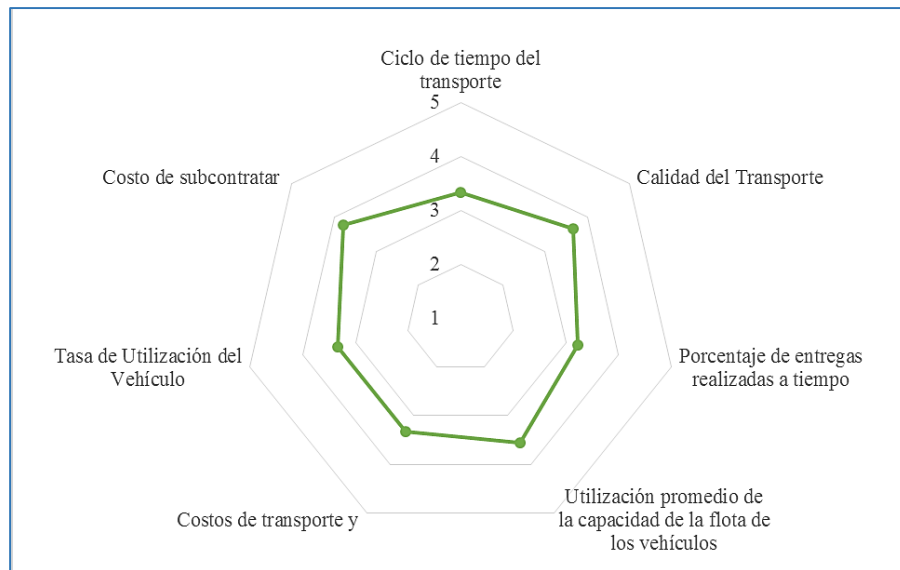 Ciclo de tiempo del
transporte
5
4
3
2
1
Calidad del Transporte
Porcentaje de entregas
realizadas a tiempo
Utilización promedio de
la capacidad de la flota de
los vehículos
Costos de transporte y
Tasa de Utilización del
Vehículo
Costo de subcontratar